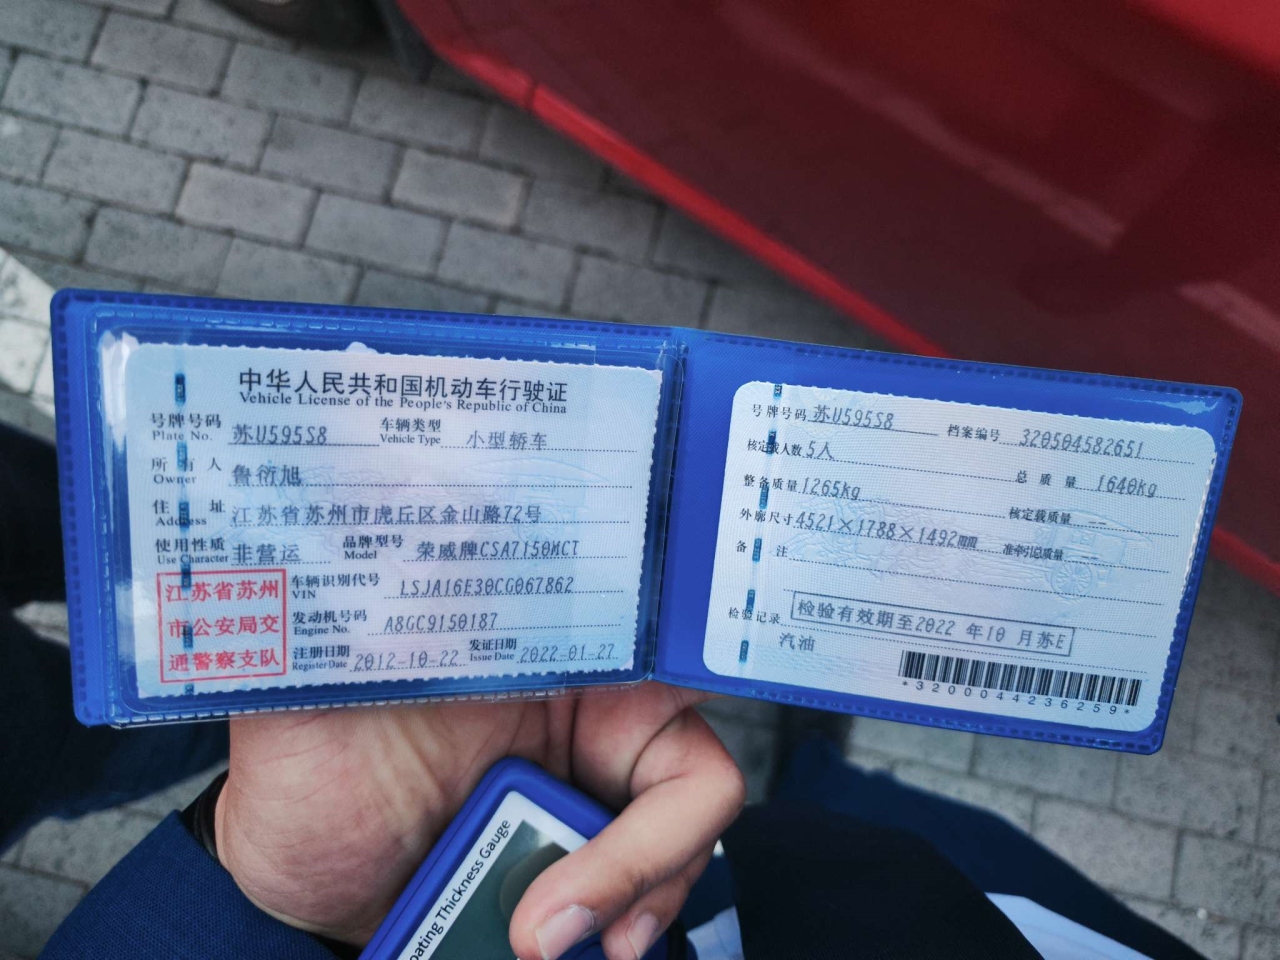 中华人民共和国机动车行驶证
Vehicle License of the People's Republic of China
号牌号码 苏U595S8 车辆类型 小型轿车
Plate No. Vehicle Type
所有人 鲁衍旭
Owner
住址 江苏省苏州市虎丘区金山路72号
Address
使用性质 非营运 品牌型号 荣威牌CSA7150MCT
Use Character Model
江苏省苏州
市公安局交
通警察支队
车辆识别代号 LSJA16E30CG067862
VIN
发动机号码 A8GC9150187
Engine No.
注册日期 2012-10-22 发证日期 2022-01-27
Register Date Issue Date
号牌号码 苏U595S8 档案编号 320504582651
核定载人数 5人 总质量 1640kg
整备质量 1265kg 核定载质量 --
外廓尺寸 4521×1788×1492mm 准牵引总质量 --
备注
检验记录 检验有效期至2022年10月苏E
汽油
*3200044236259*
oating Thickness Gauge